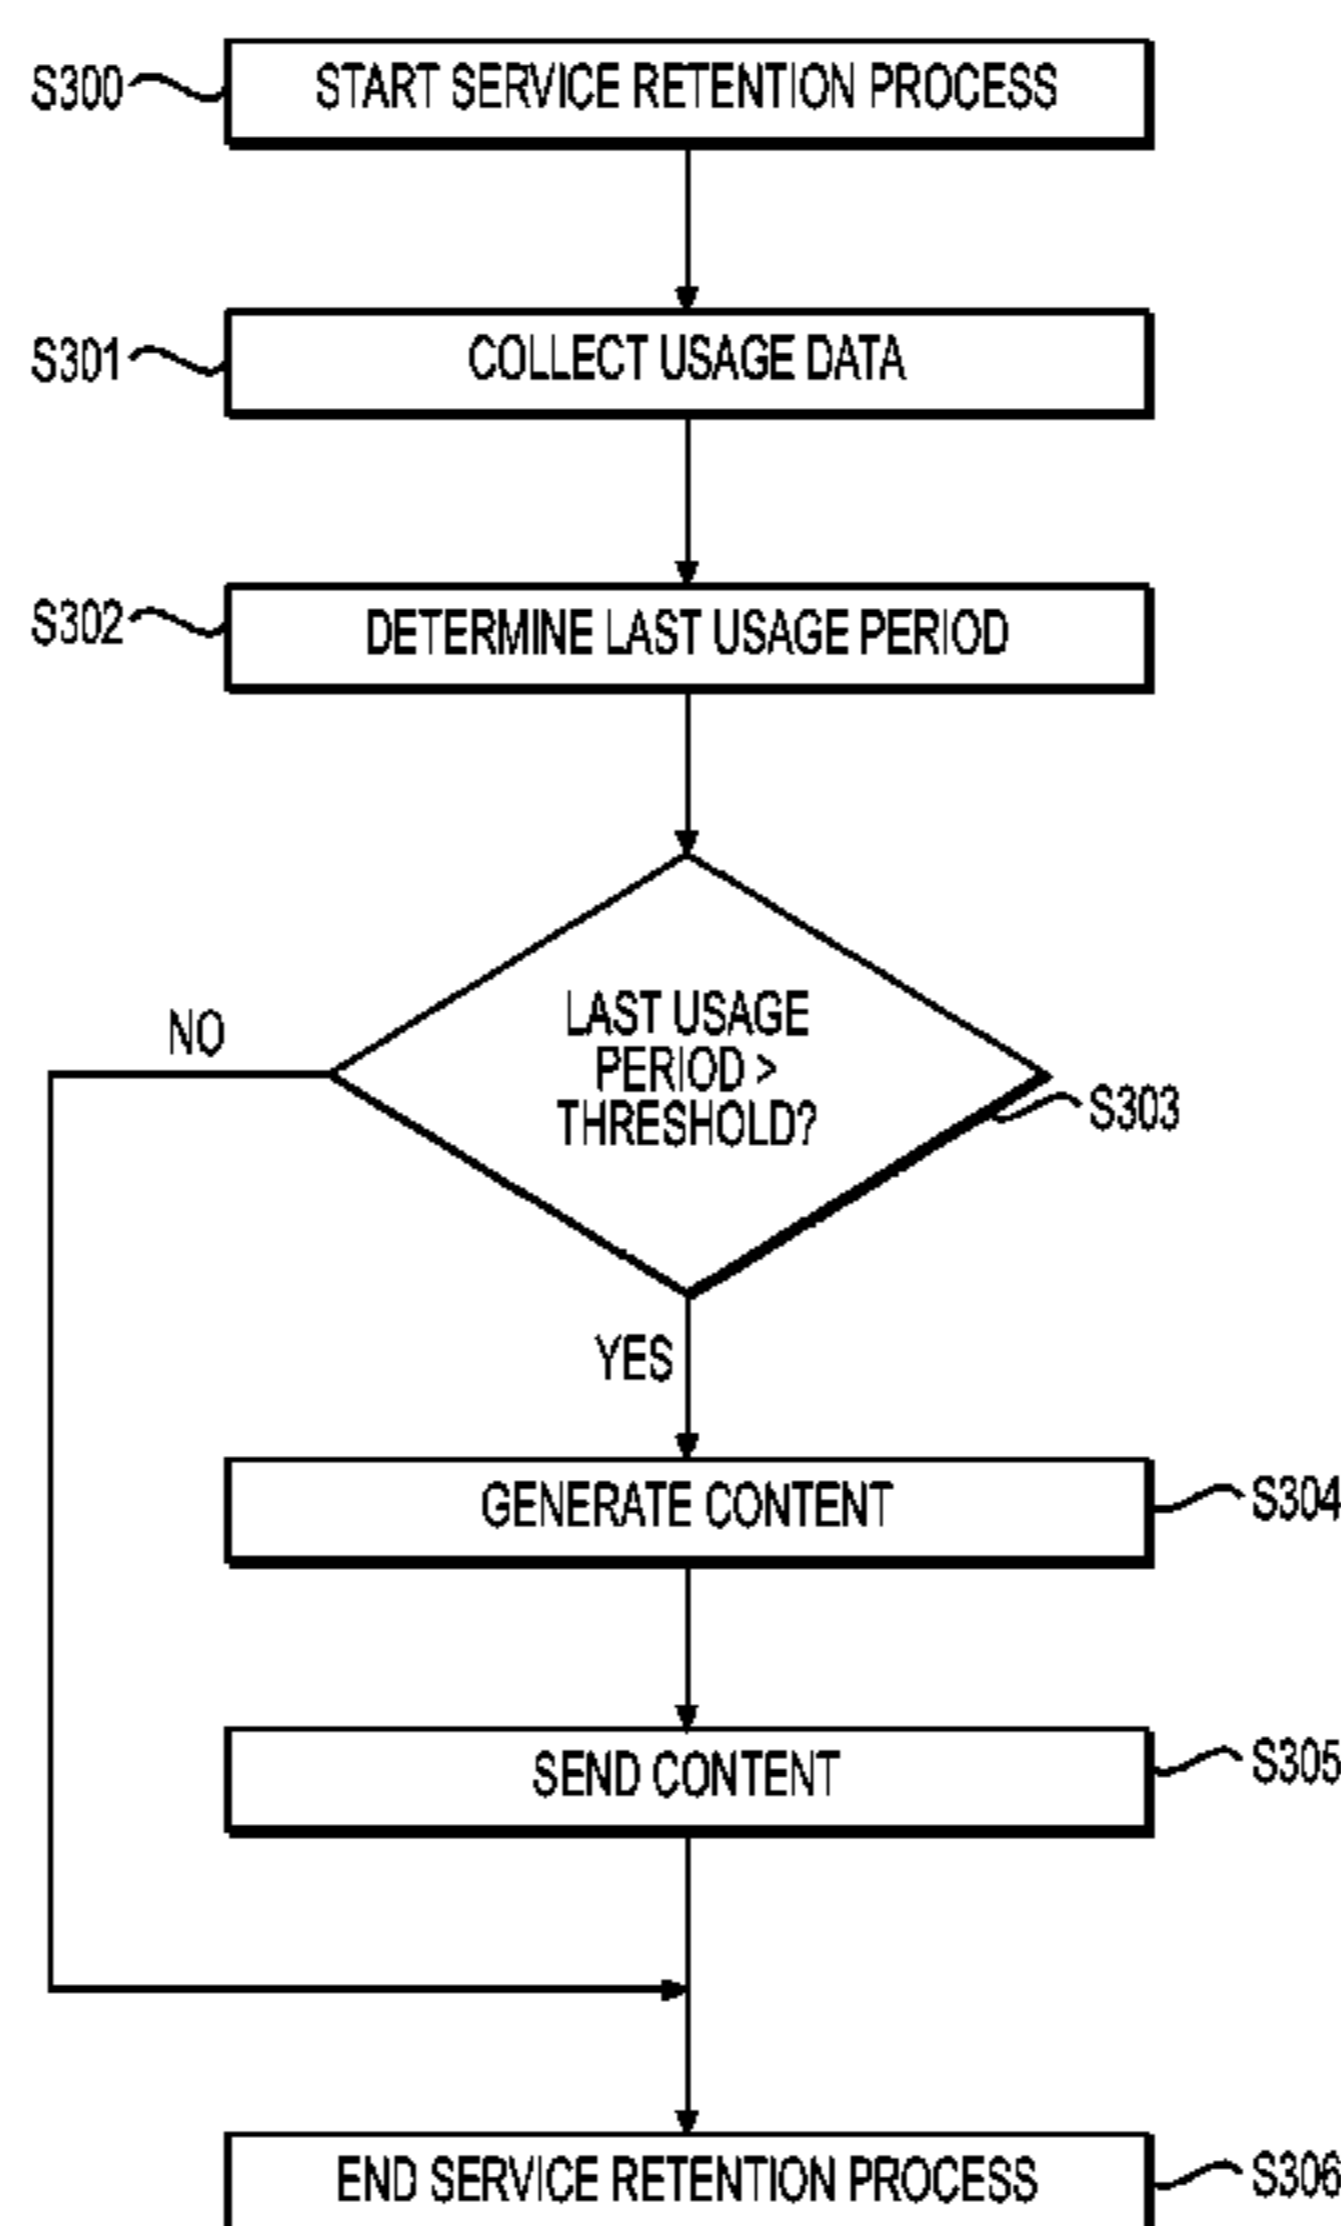 S300
START SERVICE RETENTION PROCESS
S301
COLLECT USAGE DATA
S302
DETERMINE LAST USAGE PERIOD
NO
LAST USAGE
PERIOD >
THRESHOLD?
S303
YES
GENERATE CONTENT
S304
SEND CONTENT
S305
END SERVICE RETENTION PROCESS
S306